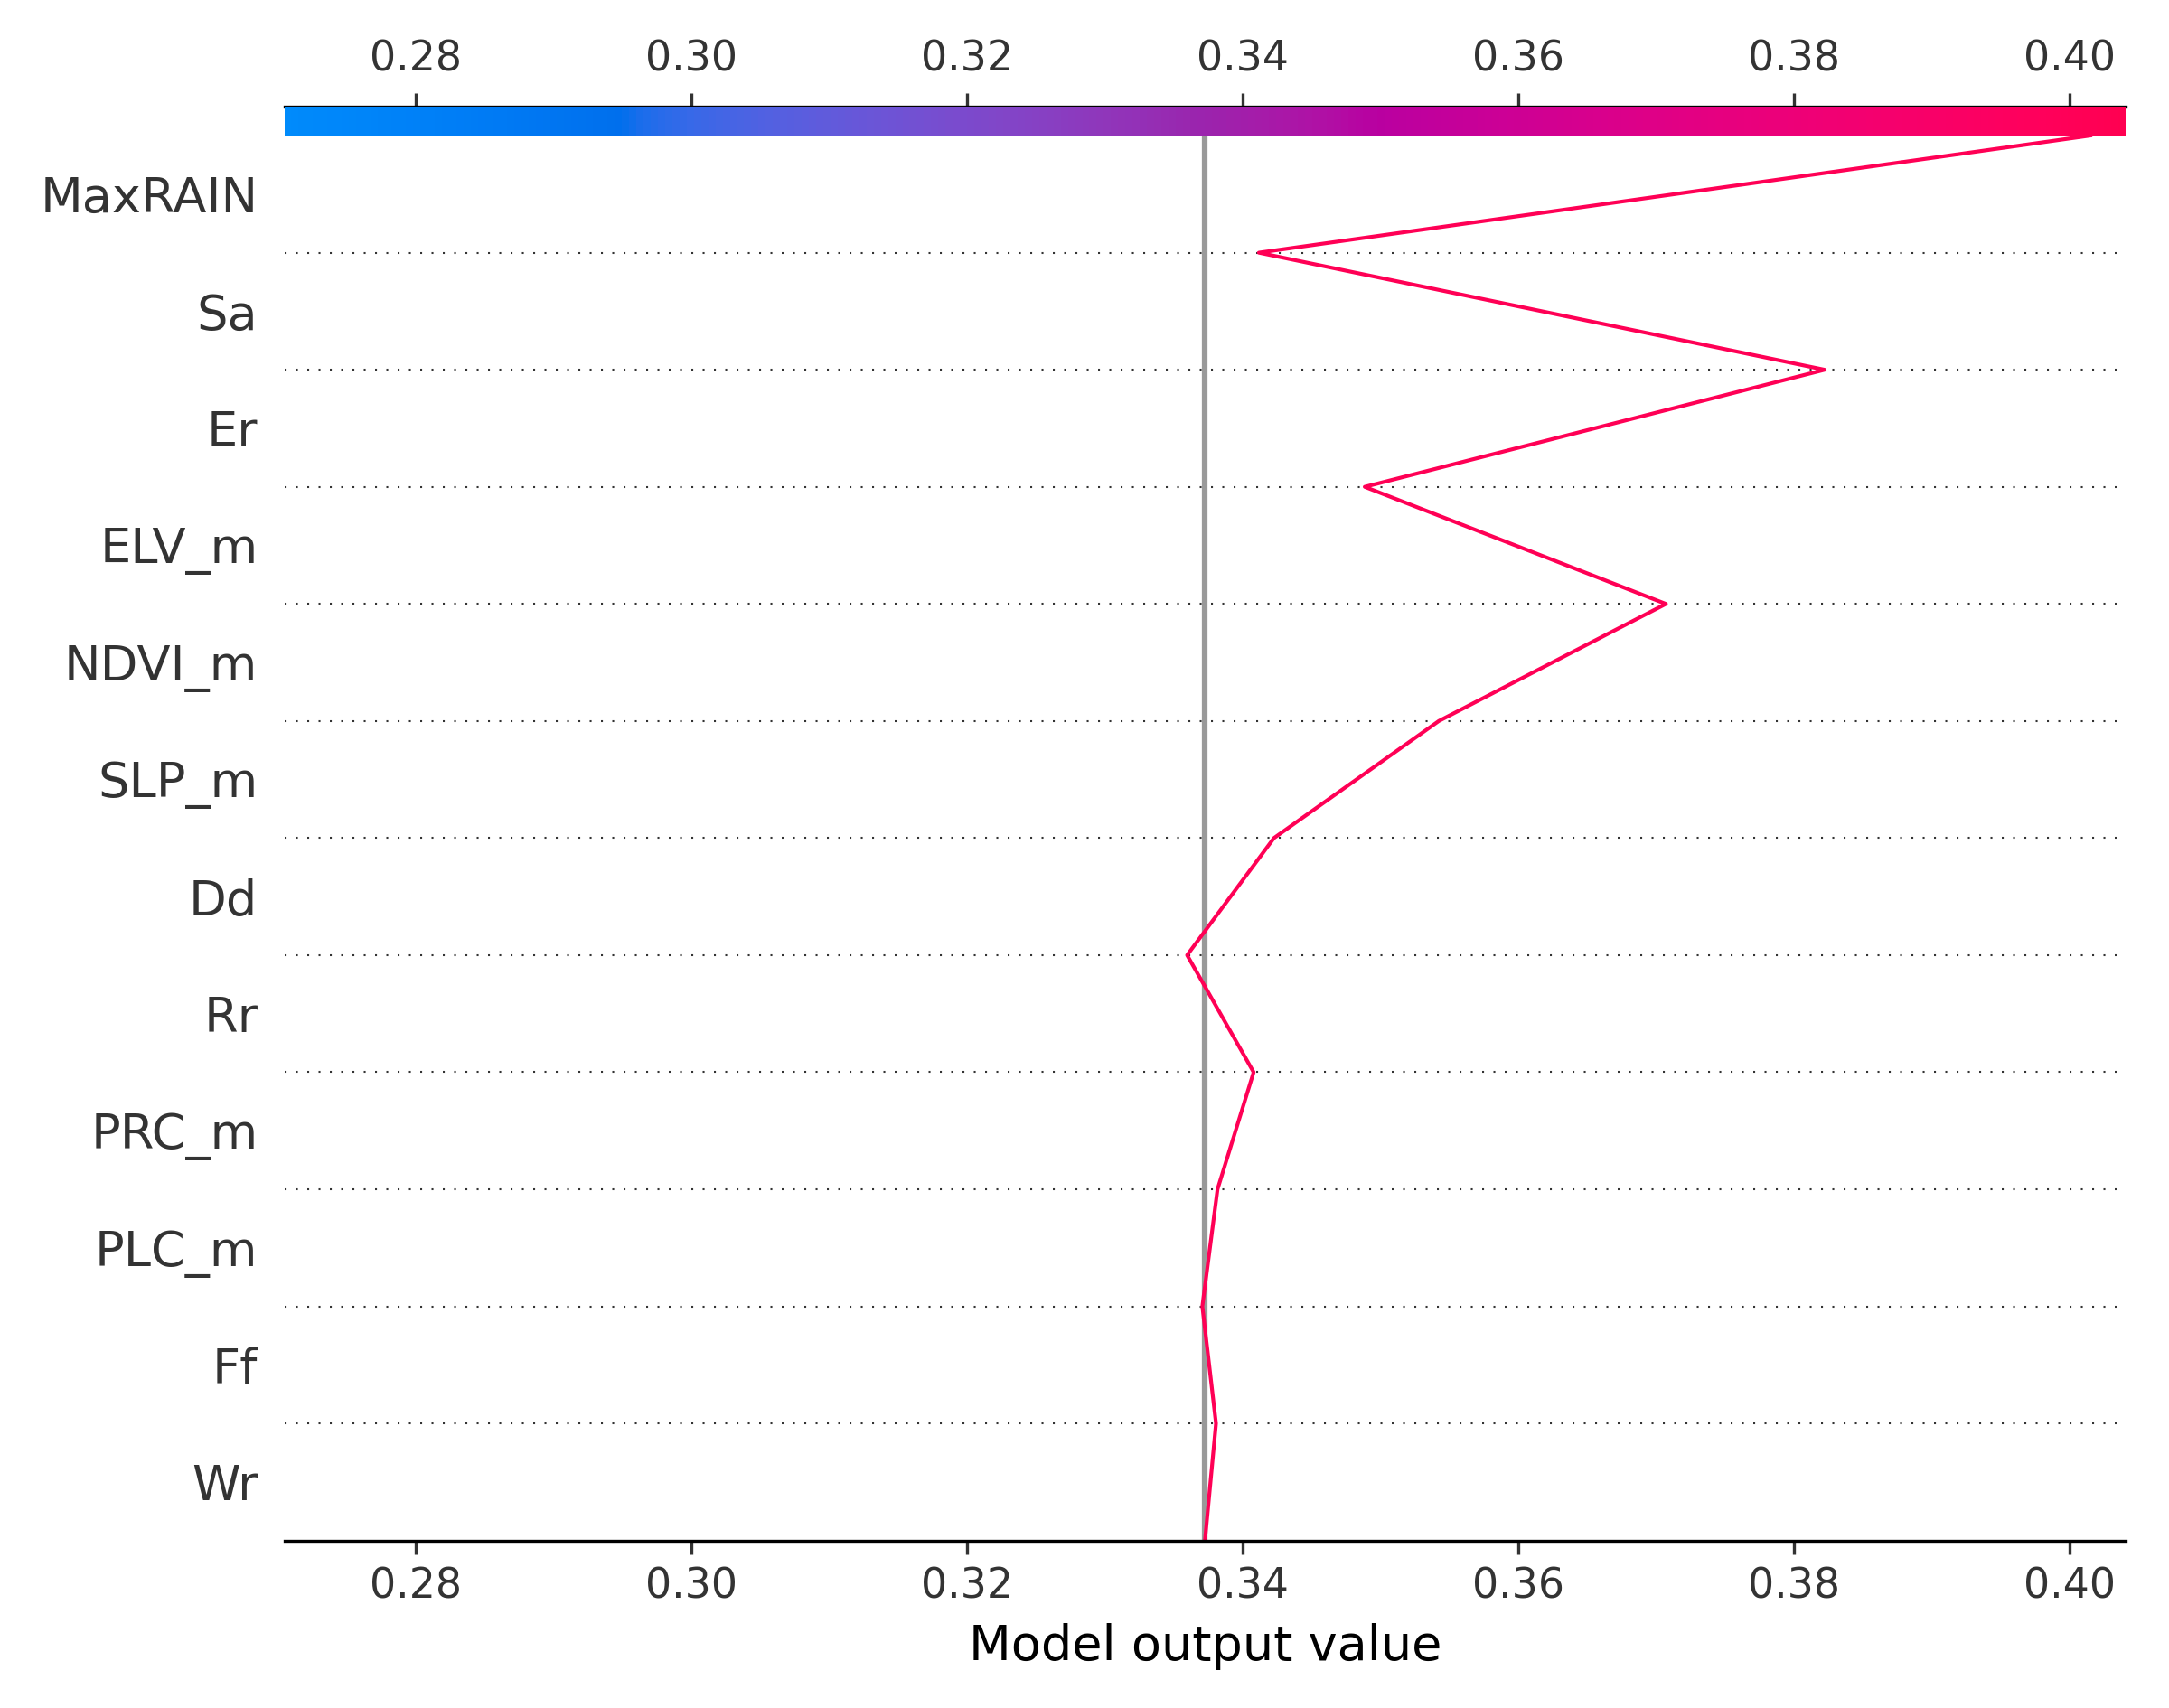 0.28 0.30 0.32 0.34 0.36 0.38 0.40
MaxRAIN
Sa
Er
ELV_m
NDVI_m
SLP_m
Dd
Rr
PRC_m
PLC_m
Ff
Wr
0.28 0.30 0.32 0.34 0.36 0.38 0.40
Model output value